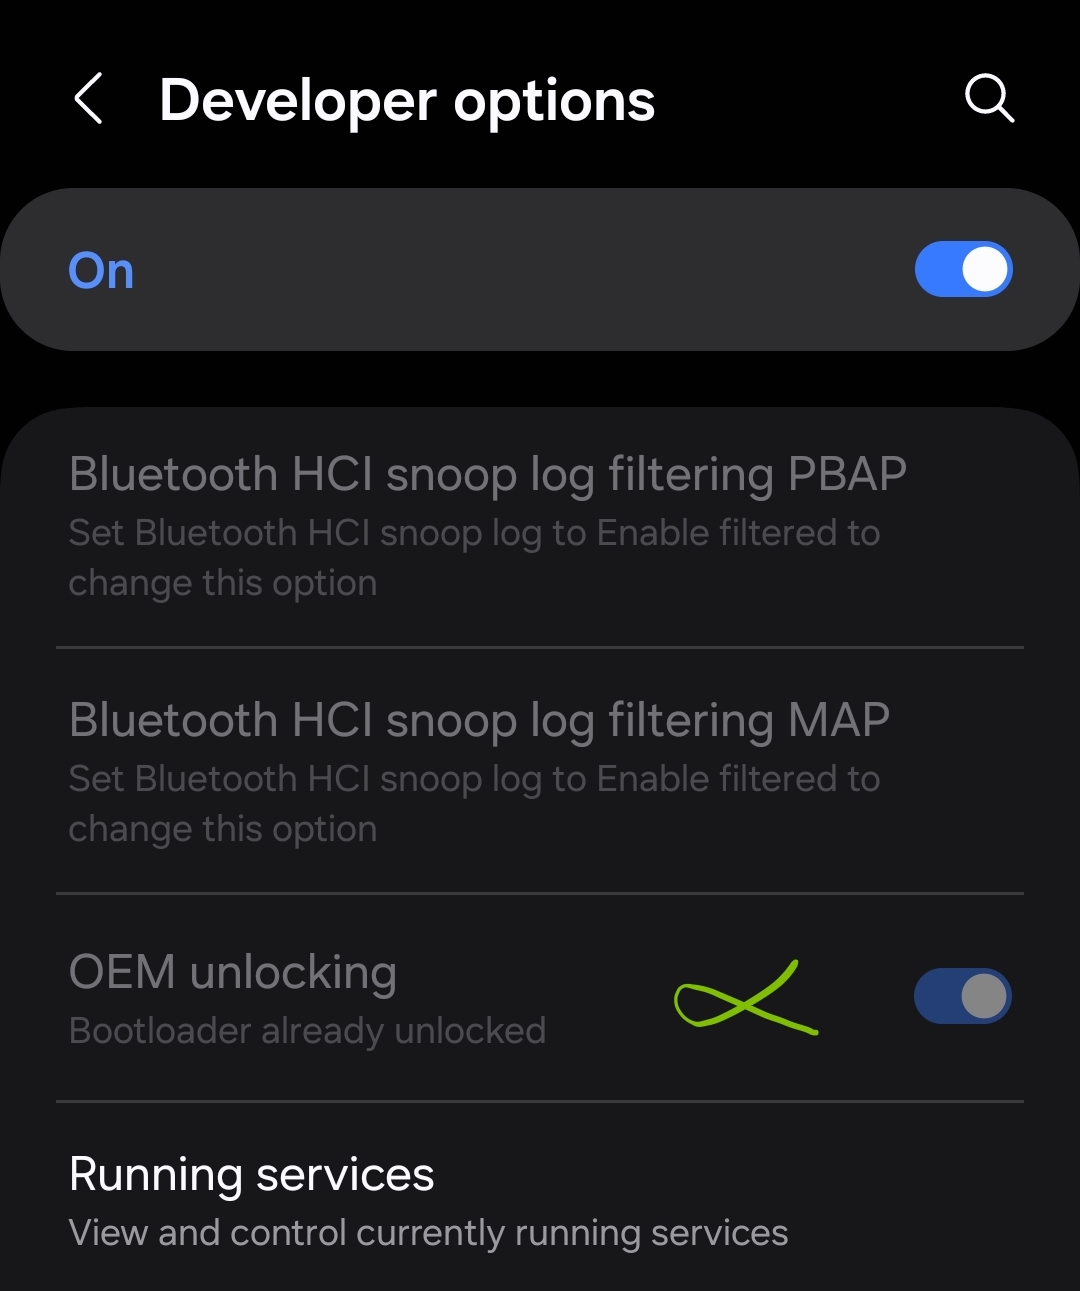 Developer options
On
Bluetooth HCI snoop log filtering PBAP
Set Bluetooth HCI snoop log to Enable filtered to
change this option
Bluetooth HCI snoop log filtering MAP
Set Bluetooth HCI snoop log to Enable filtered to
change this option
OEM unlocking
Bootloader already unlocked
Running services
View and control currently running services